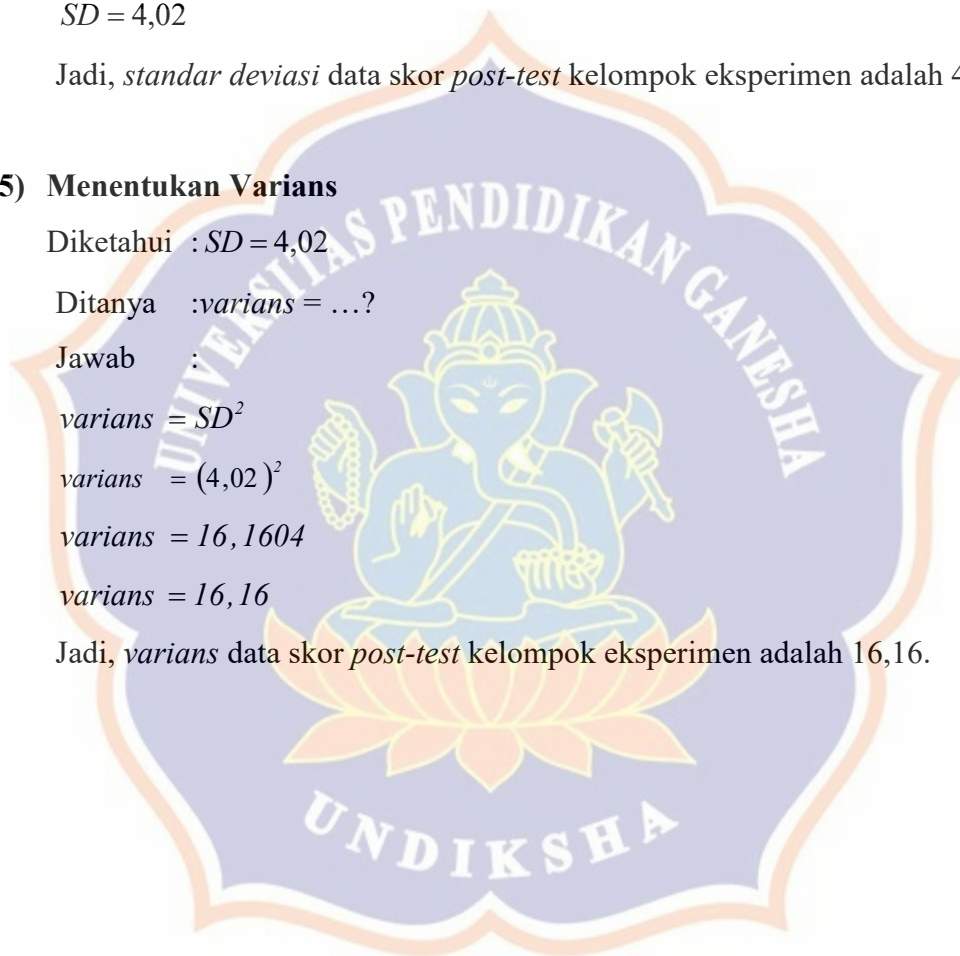 SD = 4,02
Jadi, standar deviasi data skor post-test kelompok eksperimen adalah
5) Menentukan Varians
Diketahui : SD = 4,02
Ditanya :varians = …?
Jawab :
varians = SD²
varians = (4,02)²
varians = 16,1604
varians = 16,16
Jadi, varians data skor post-test kelompok eksperimen adalah 16,16.
UNIVERSITAS PENDIDIKAN GANESHA
UNDIKSHA